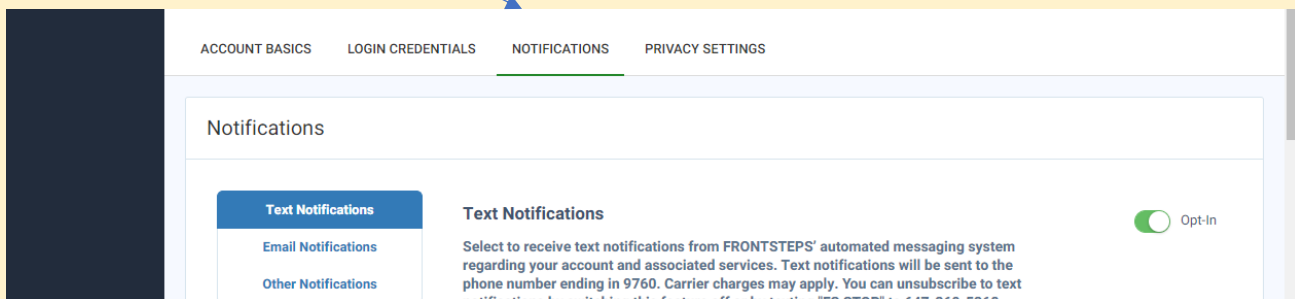 ACCOUNT BASICS LOGIN CREDENTIALS NOTIFICATIONS PRIVACY SETTINGS
Notifications
Text Notifications
Email Notifications
Other Notifications
Text Notifications
Opt-In
Select to receive text notifications from FRONTSTEPS' automated messaging system
regarding your account and associated services. Text notifications will be sent to the
phone number ending in 9760. Carrier charges may apply. You can unsubscribe to text